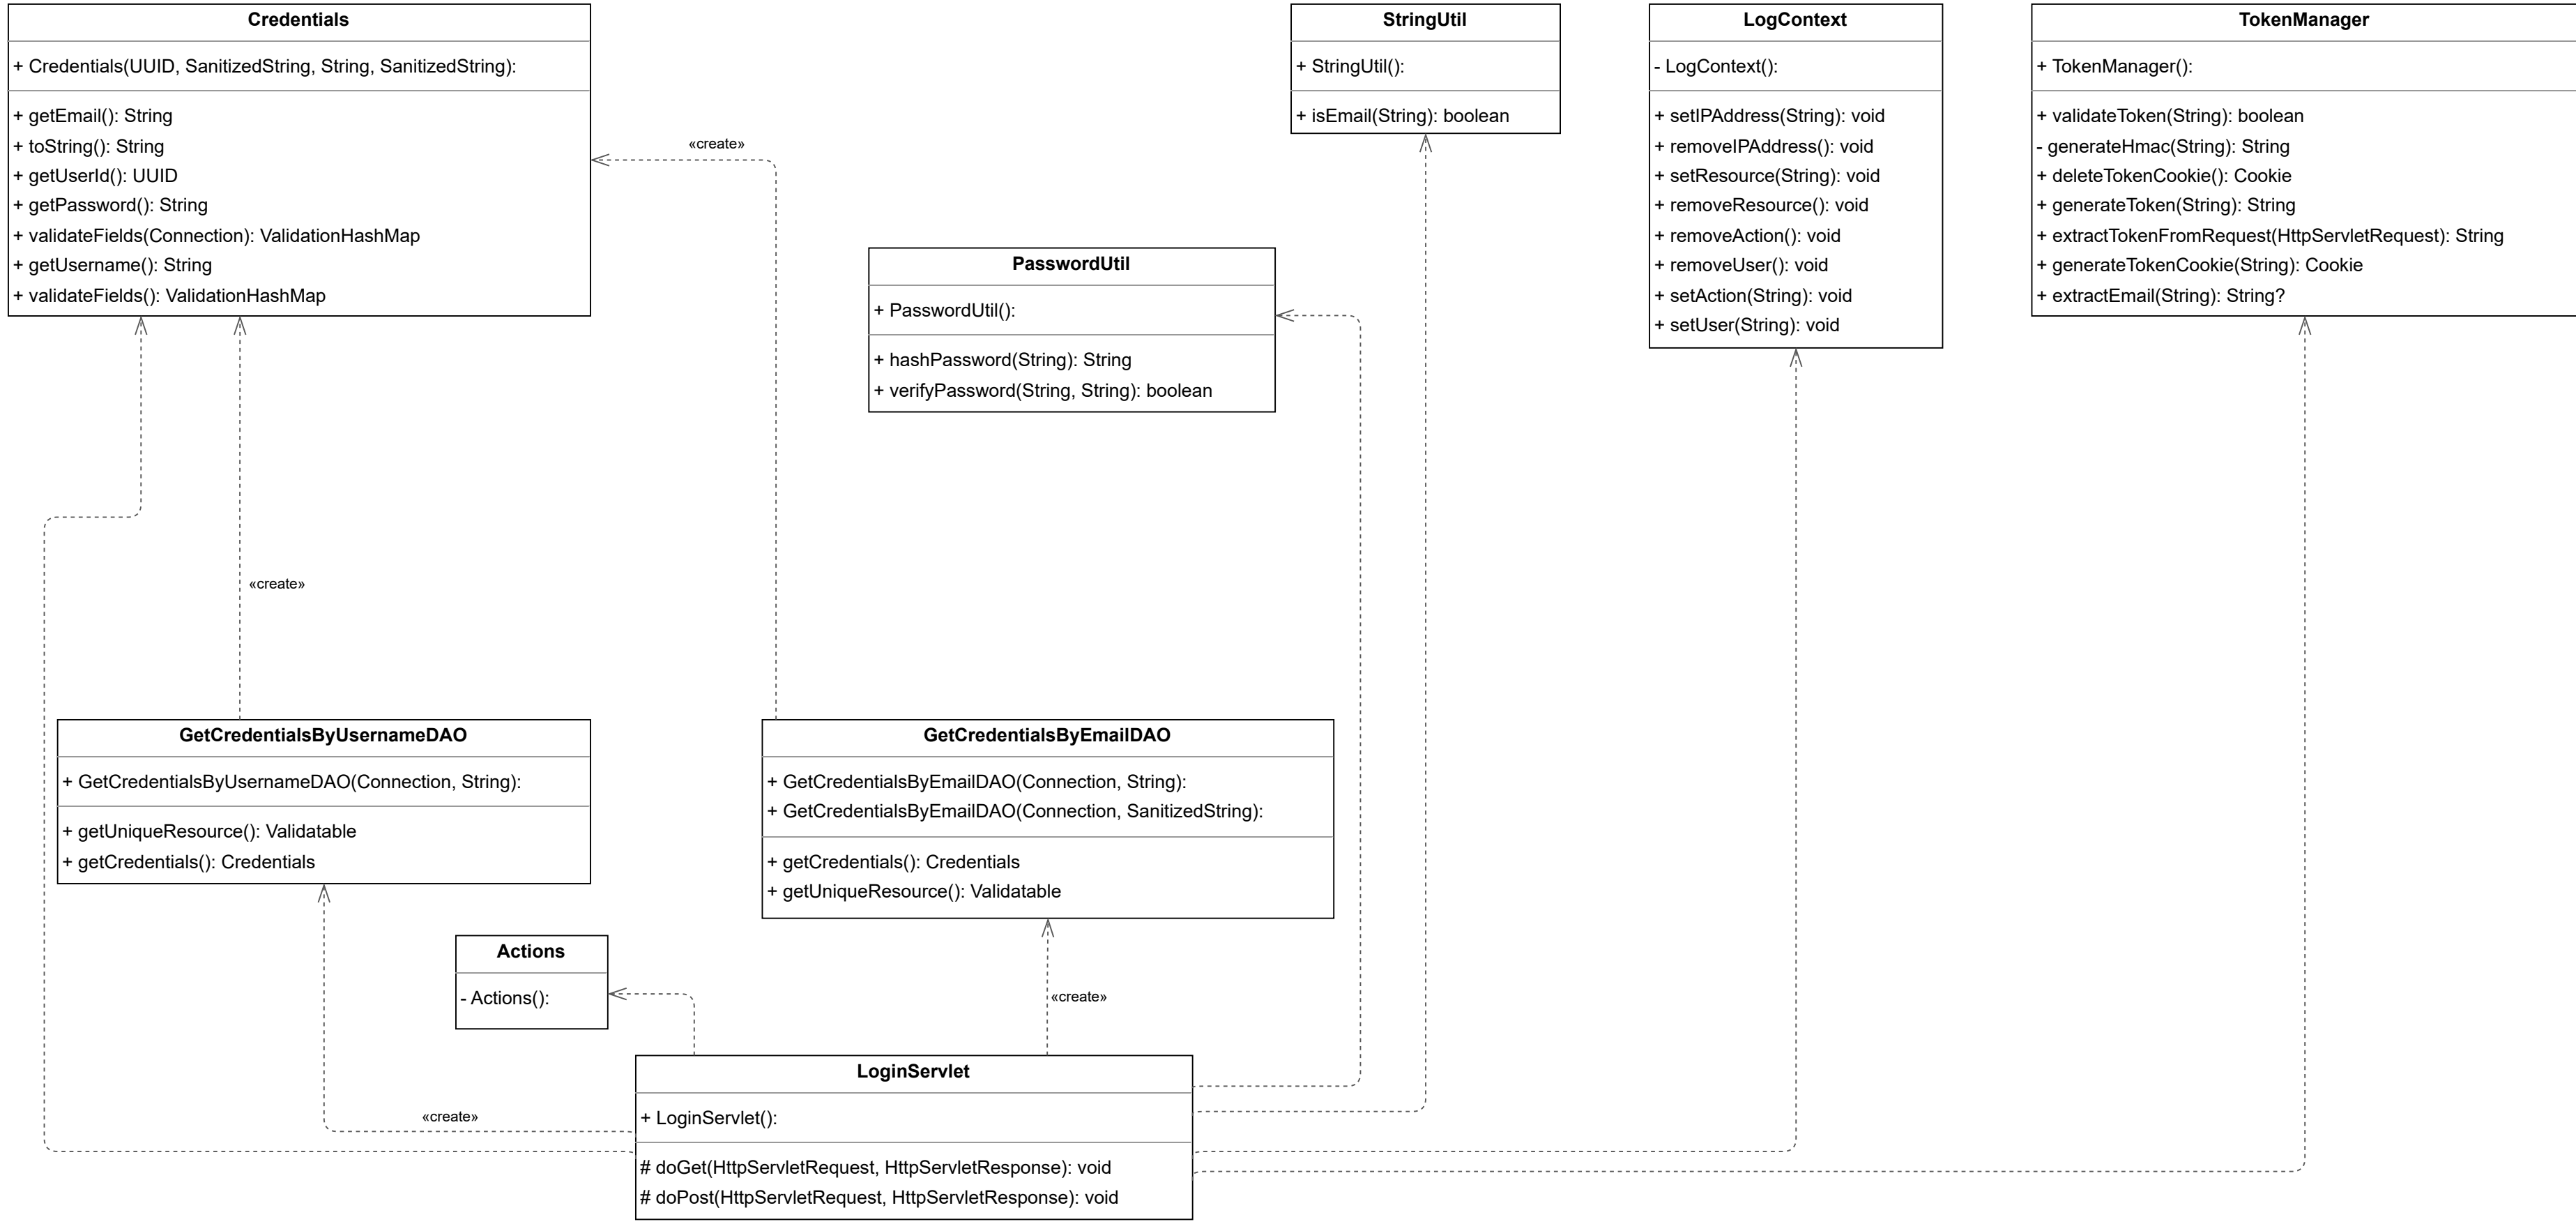 Credentials
+ Credentials(UUID, SanitizedString, String, SanitizedString):
+ getEmail(): String
+ toString(): String
+ getUserId(): UUID
+ getPassword(): String
+ validateFields(Connection): ValidationHashMap
+ getUsername(): String
+ validateFields(): ValidationHashMap
«create»
StringUtil
+ StringUtil():
+ isEmail(String): boolean
LogContext
- LogContext():
+ setIPAddress(String): void
+ removeIPAddress(): void
+ setResource(String): void
+ removeResource(): void
+ removeAction(): void
+ removeUser(): void
+ setAction(String): void
+ setUser(String): void
TokenManager
+ TokenManager():
+ validateToken(String): boolean
- generateHmac(String): String
+ deleteTokenCookie(): Cookie
+ generateToken(String): String
+ extractTokenFromRequest(HttpServletRequest): String
+ generateTokenCookie(String): Cookie
+ extractEmail(String): String?
PasswordUtil
+ PasswordUtil():
+ hashPassword(String): String
+ verifyPassword(String, String): boolean
«create»
GetCredentialsByUsernameDAO
+ GetCredentialsByUsernameDAO(Connection, String):
+ getUniqueResource(): Validatable
+ getCredentials(): Credentials
GetCredentialsByEmailDAO
+ GetCredentialsByEmailDAO(Connection, String):
+ GetCredentialsByEmailDAO(Connection, SanitizedString):
+ getCredentials(): Credentials
+ getUniqueResource(): Validatable
Actions
- Actions():
«create»
«create»
LoginServlet
+ LoginServlet():
# doGet(HttpServletRequest, HttpServletResponse): void
# doPost(HttpServletRequest, HttpServletResponse): void